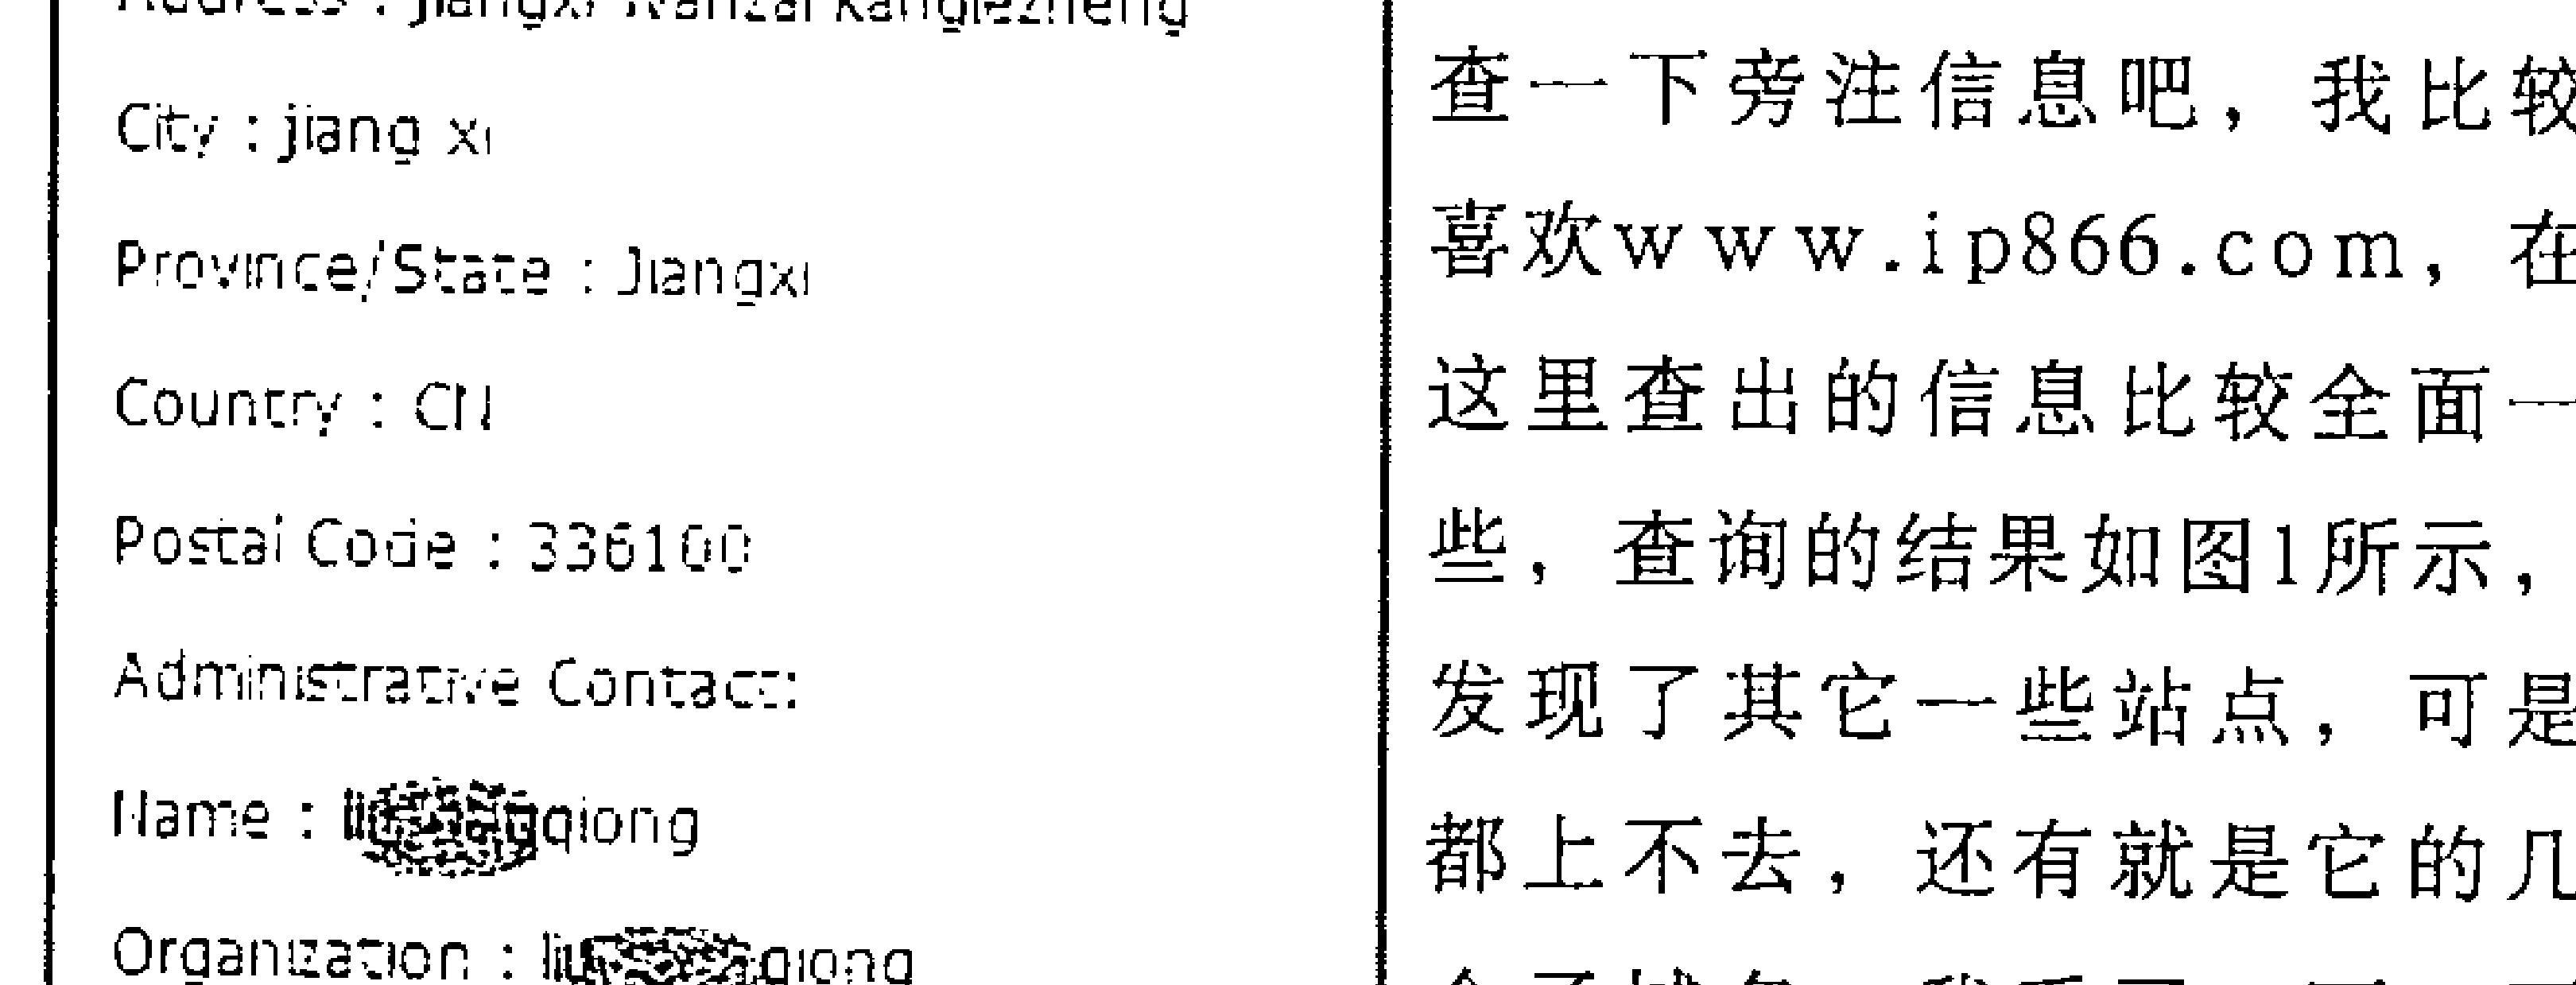 City : jiang xi
Province/State : Jiangxi
Country : CN
Postal Code : 336100
Administrative Contact:
Name :
Organization :
查一下旁注信息吧，我比较
喜欢www.ip866.com，在
这里查出的信息比较全面一
些，查询的结果如图1所示，
发现了其它一些站点，可是
都上不去，还有就是它的几